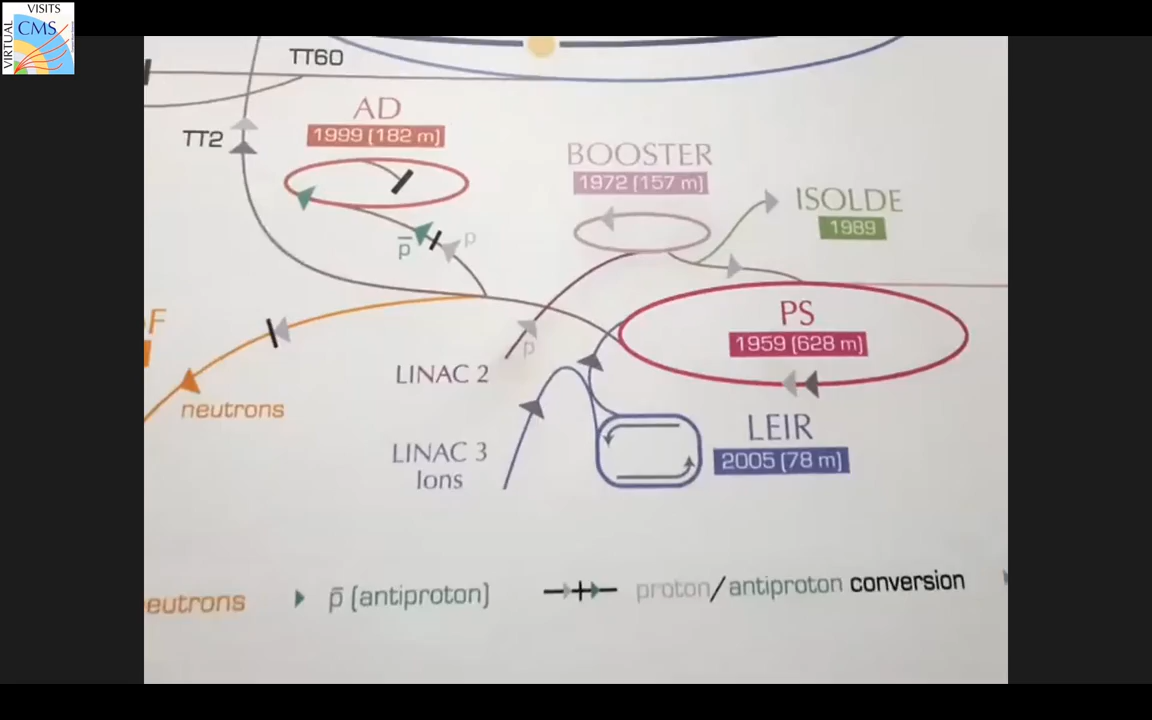 VIRTUAL
VISITS
CMS
TT60
AD
1999 (182 m)
TT2
BOOSTER
1972 (157 m)
ISOLDE
1989
p
p̄
F
PS
1959 (628 m)
p
LINAC 2
neutrons
LEIR
2005 (78 m)
LINAC 3
Ions
eutrons
p̄ (antiproton)
proton/antiproton conversion